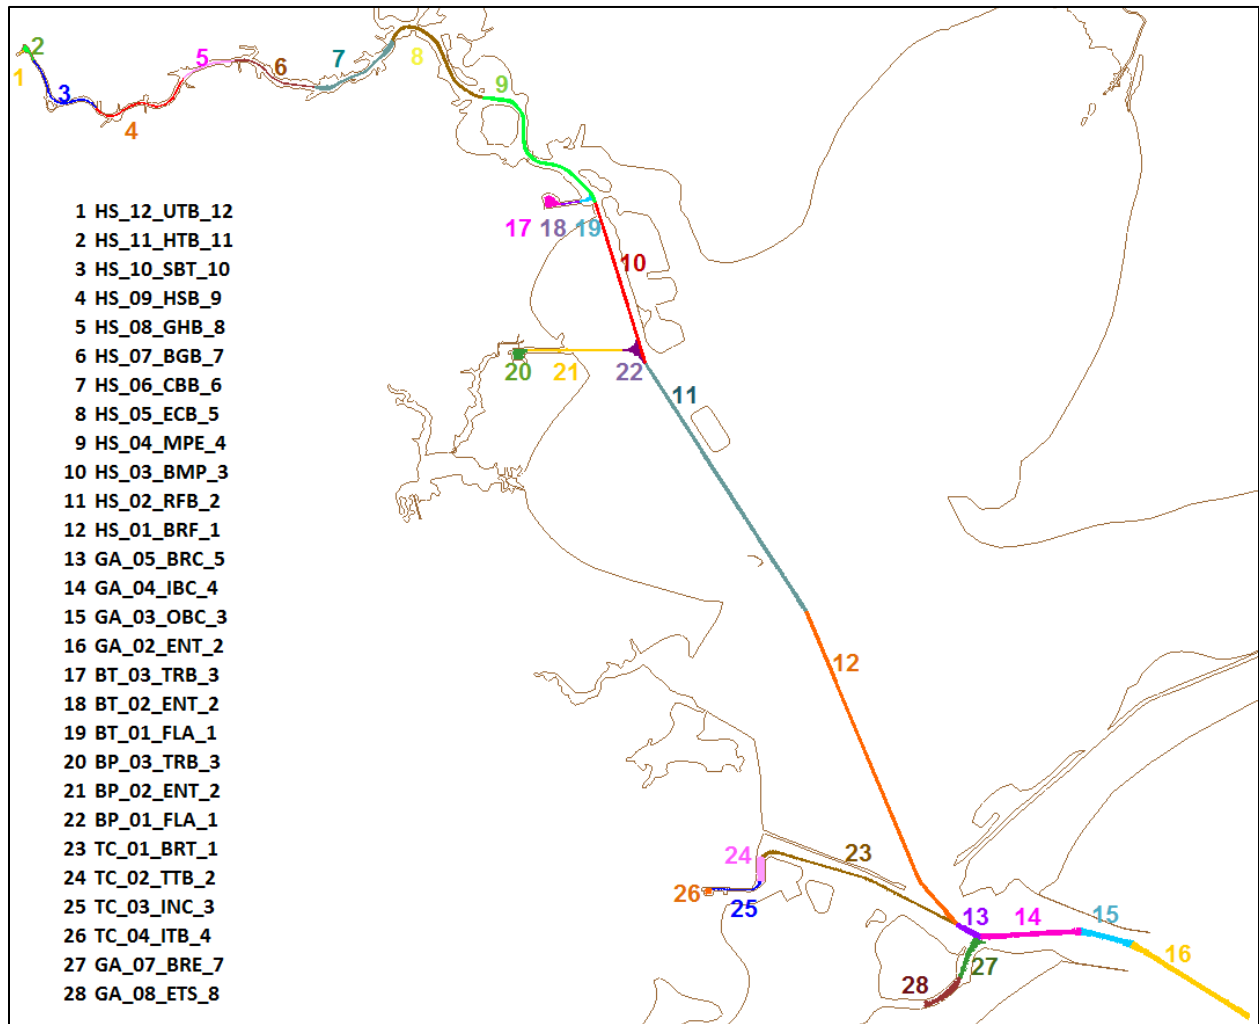 2
1
3
4
5
6
7
8
9
17 18 19
10
20 21 22
11
12
23
24
26
25
13 14 15
16
27
28
1 HS_12_UTB_12
2 HS_11_HTB_11
3 HS_10_SBT_10
4 HS_09_HSB_9
5 HS_08_GHB_8
6 HS_07_BGB_7
7 HS_06_CBB_6
8 HS_05_ECB_5
9 HS_04_MPE_4
10 HS_03_BMP_3
11 HS_02_RFB_2
12 HS_01_BRF_1
13 GA_05_BRC_5
14 GA_04_IBC_4
15 GA_03_OBC_3
16 GA_02_ENT_2
17 BT_03_TRB_3
18 BT_02_ENT_2
19 BT_01_FLA_1
20 BP_03_TRB_3
21 BP_02_ENT_2
22 BP_01_FLA_1
23 TC_01_BRT_1
24 TC_02_TTB_2
25 TC_03_INC_3
26 TC_04_ITB_4
27 GA_07_BRE_7
28 GA_08_ETS_8